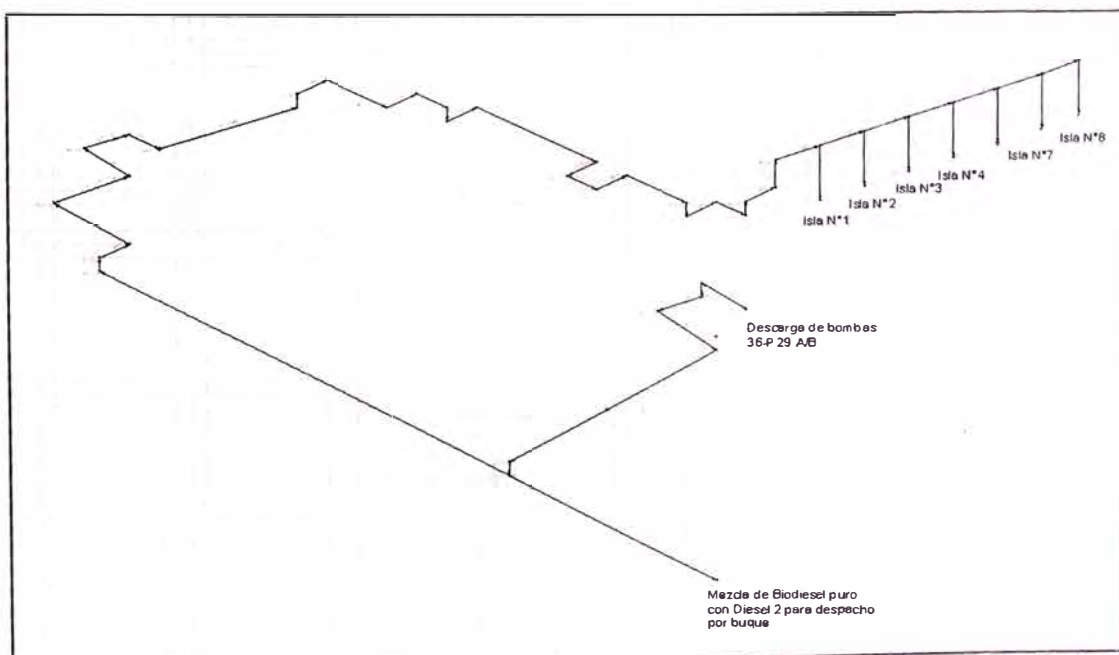 Isla N°8
Isla N°7
Isla N°4
Isla N°3
Isla N°2
Isla N°1
Descarga de bombas
36-P 29 A/B
Mezcla de Biodiesel puro
con Diesel 2 para despacho
por buque